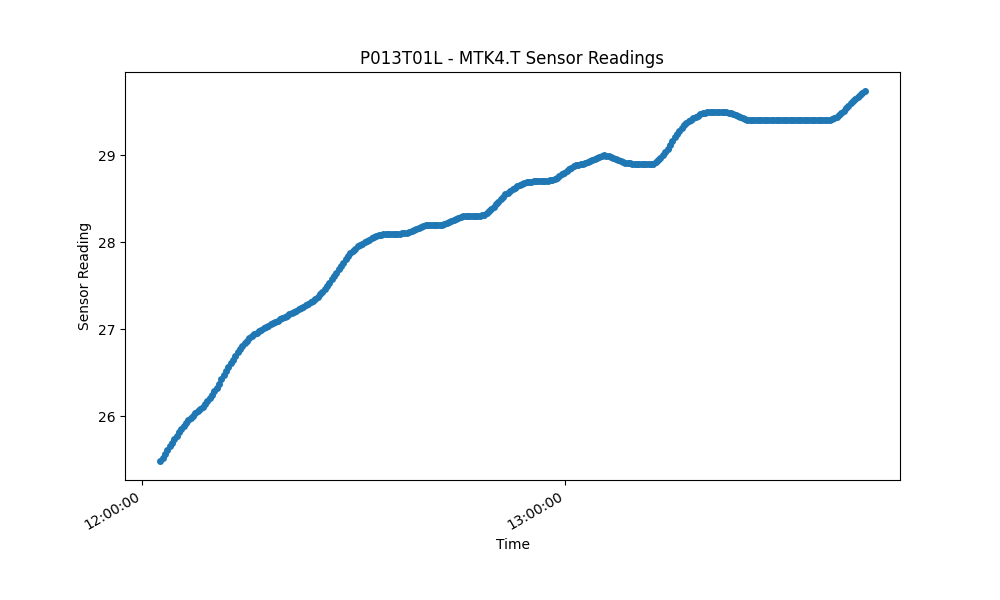 P013T01L - MTK4.T Sensor Readings
Sensor Reading
29
28
27
26
12:00:00
13:00:00
Time